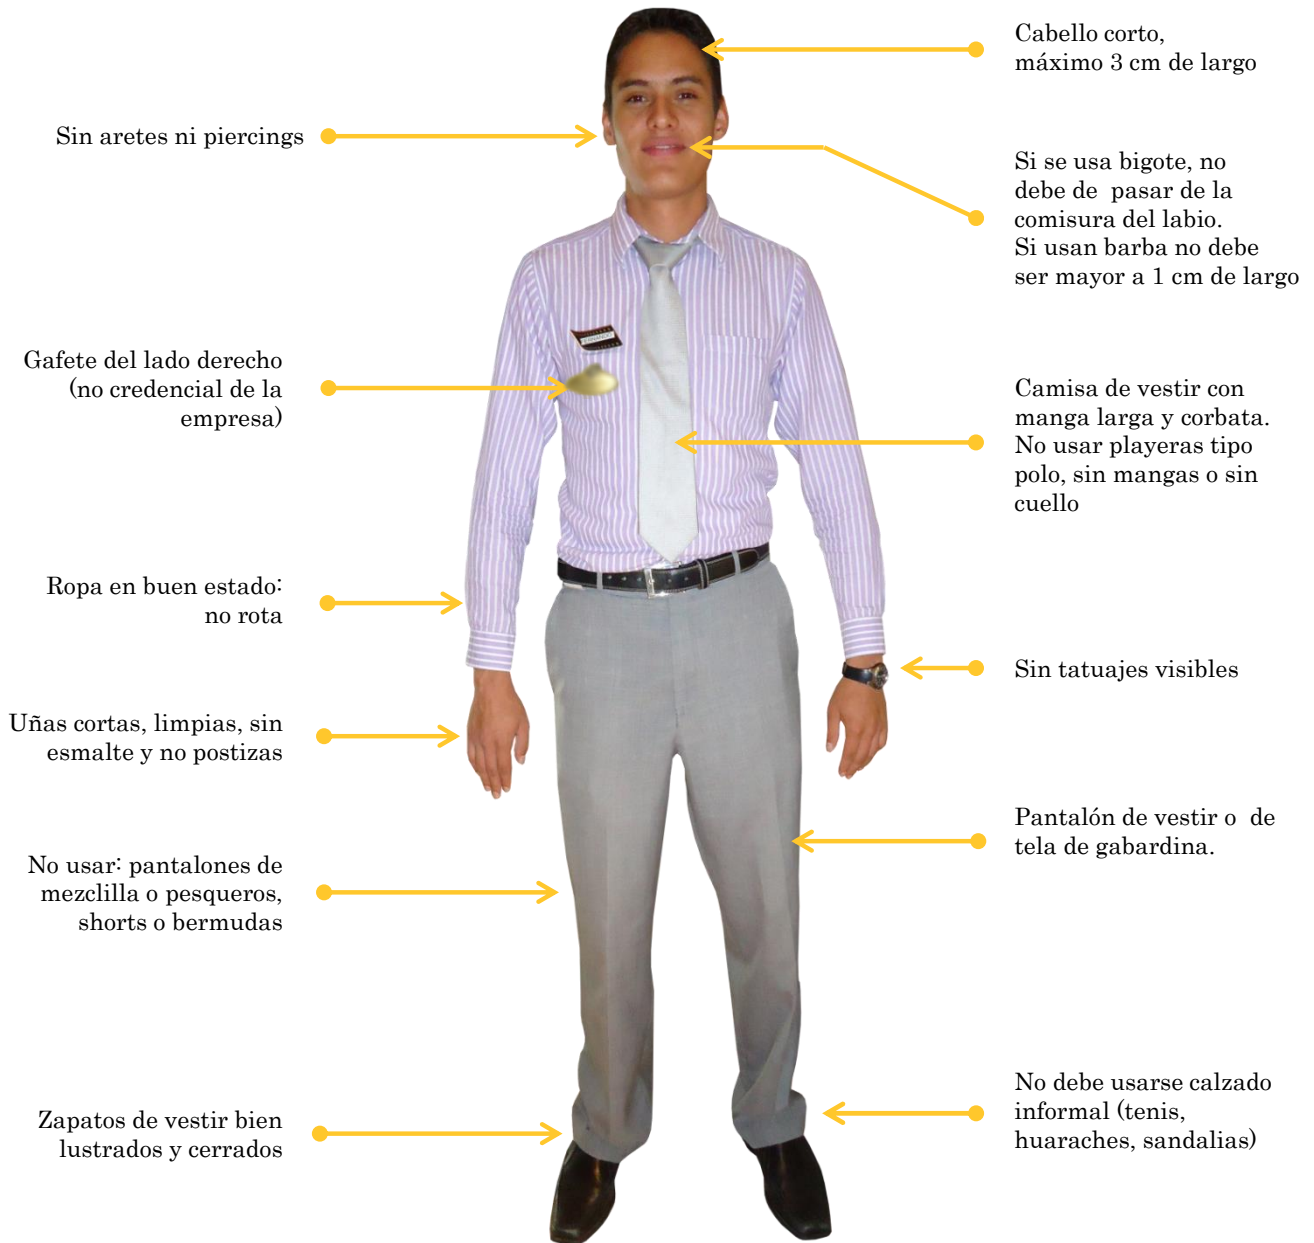 Cabello corto,
máximo 3 cm de largo
Sin aretes ni piercings
Si se usa bigote, no
debe de pasar de la
comisura del labio.
Si usan barba no debe
ser mayor a 1 cm de largo
Gafete del lado derecho
(no credencial de la
empresa)
Camisa de vestir con
manga larga y corbata.
No usar playeras tipo
polo, sin mangas o sin
cuello
Ropa en buen estado:
no rota
Sin tatuajes visibles
Uñas cortas, limpias, sin
esmalte y no postizas
Pantalón de vestir o de
tela de gabardina.
No usar: pantalones de
mezclilla o pesqueros,
shorts o bermudas
No debe usarse calzado
informal (tenis,
huaraches, sandalias)
Zapatos de vestir bien
lustrados y cerrados